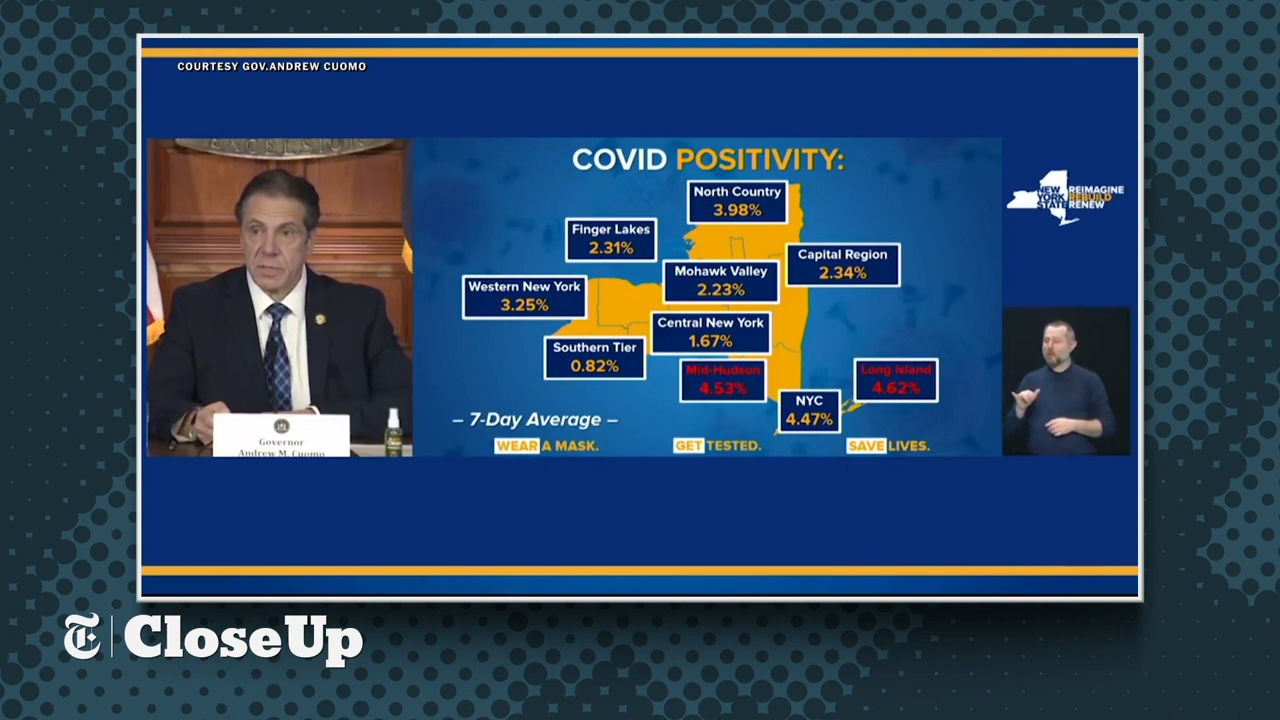 COURTESY GOV.ANDREW CUOMO
EXCELSIOR
COVID POSITIVITY:
North Country
3.98%
Finger Lakes
2.31%
Capital Region
2.34%
Mohawk Valley
2.23%
Western New York
3.25%
Central New York
1.67%
Southern Tier
0.82%
Mid-Hudson
4.53%
Long Island
4.62%
NYC
4.47%
– 7-Day Average –
WEAR A MASK.
GET TESTED.
SAVE LIVES.
NEW YORK STATE
REIMAGINE
REBUILD
RENEW
Governor
Andrew M. Cuomo
T | CloseUp